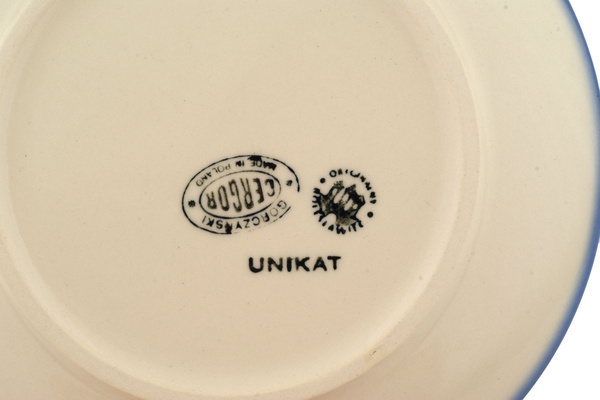 MADE IN POLAND
CERGOR
GORCZYŃSKI
UNIKAT